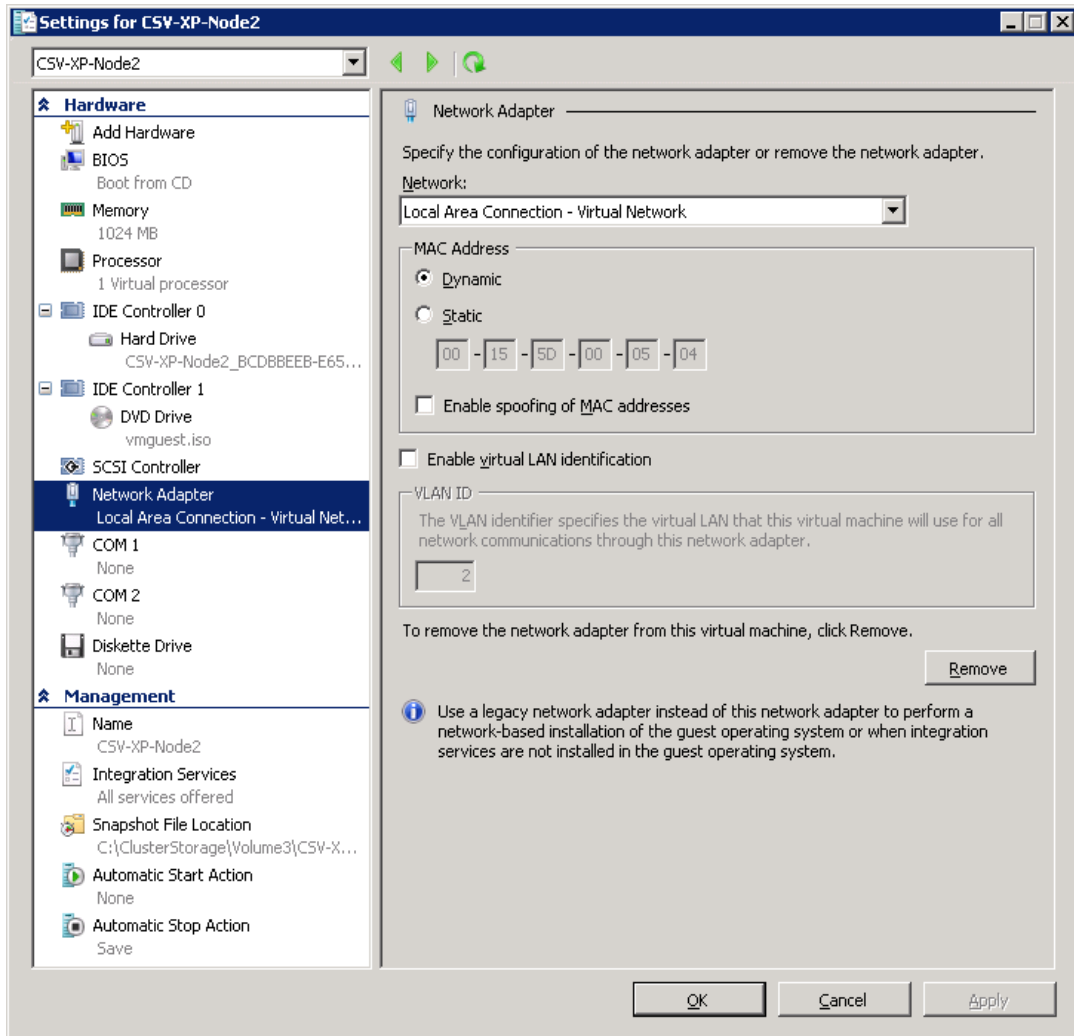 Settings for CSV-XP-Node2
CSV-XP-Node2
Hardware
Add Hardware
BIOS
Boot from CD
Memory
1024 MB
Processor
1 Virtual processor
IDE Controller 0
Hard Drive
CSV-XP-Node2_BCDBBEEB-E65...
IDE Controller 1
DVD Drive
vmguest.iso
SCSI Controller
Network Adapter
Local Area Connection - Virtual Net...
COM 1
None
COM 2
None
Diskette Drive
None
Management
Name
CSV-XP-Node2
Integration Services
All services offered
Snapshot File Location
C:\ClusterStorage\Volume3\CSV-X...
Automatic Start Action
None
Automatic Stop Action
Save
Network Adapter
Specify the configuration of the network adapter or remove the network adapter.
Network:
Local Area Connection - Virtual Network
MAC Address
Dynamic
Static
00 - 15 - 5D - 00 - 05 - 04
Enable spoofing of MAC addresses
Enable virtual LAN identification
VLAN ID
The VLAN identifier specifies the virtual LAN that this virtual machine will use for all
network communications through this network adapter.
2
To remove the network adapter from this virtual machine, click Remove.
Remove
Use a legacy network adapter instead of this network adapter to perform a
network-based installation of the guest operating system or when integration
services are not installed in the guest operating system.
OK
Cancel
Apply